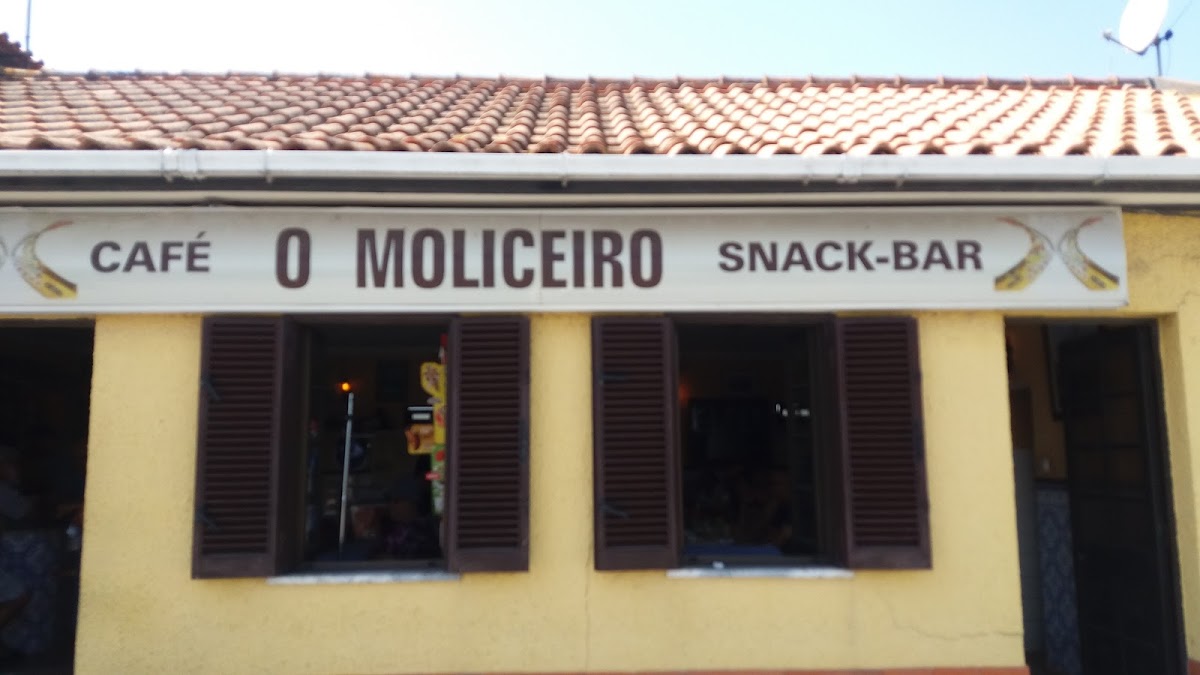 CAFÉ O MOLICEIRO SNACK-BAR